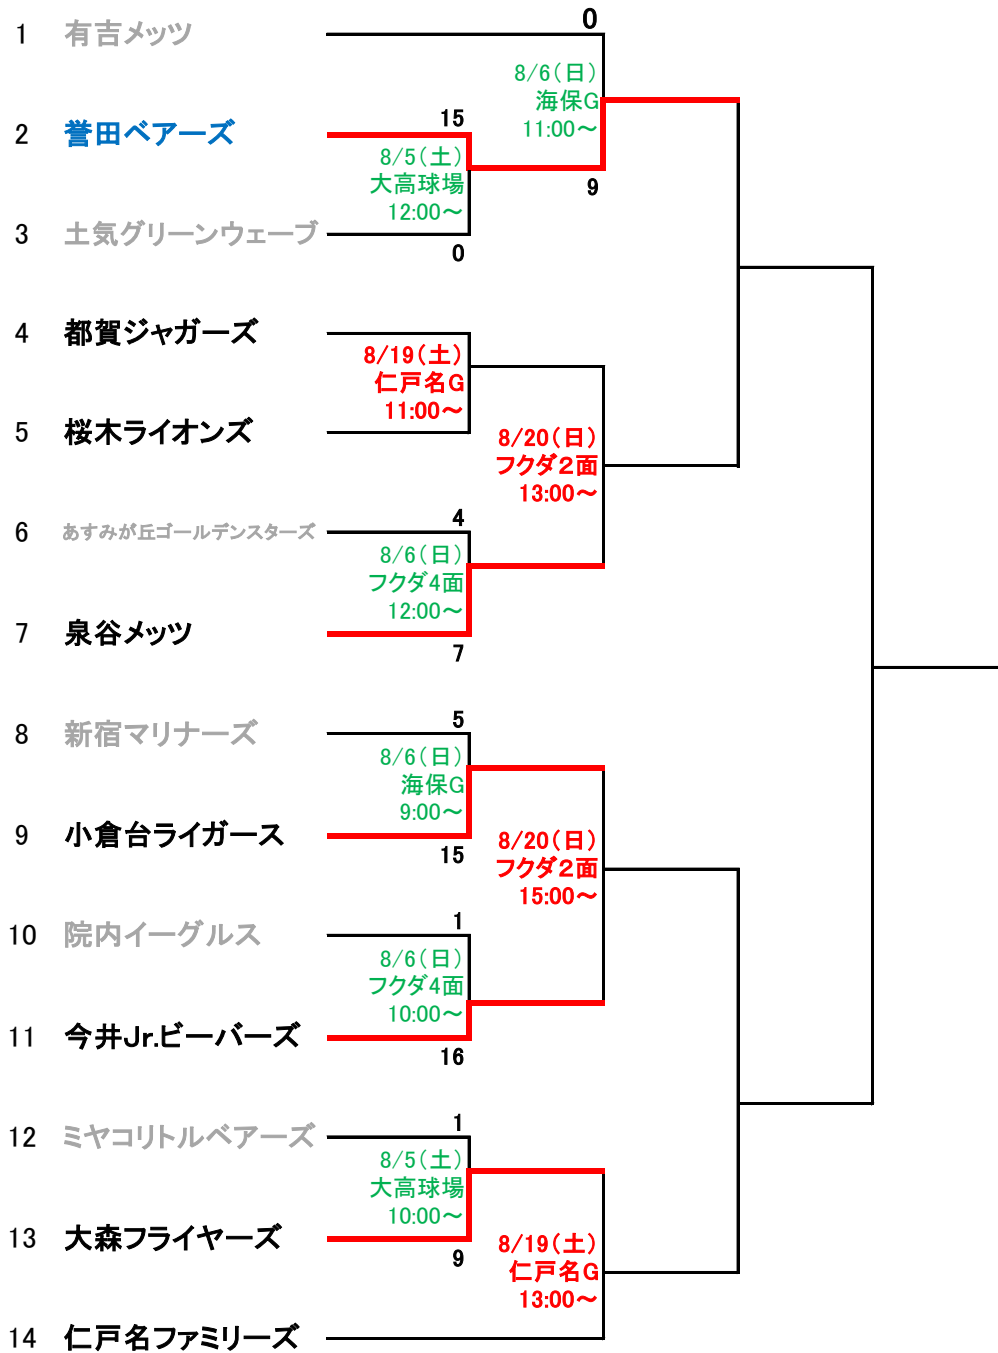 0
1 有吉メッツ
8/6(日)
海保G
11:00～
15
2 誉田ベアーズ
8/5(土)
大高球場
12:00～
9
3 土気グリーンウェーブ
0
4 都賀ジャガーズ
8/19(土)
仁戸名G
11:00～
5 桜木ライオンズ
8/20(日)
フクダ2面
13:00～
4
6 あすみが丘ゴールデンスターズ
8/6(日)
フクダ4面
12:00～
7 泉谷メッツ
7
5
8 新宿マリナーズ
8/6(日)
海保G
9:00～
9 小倉台ライガース
15
8/20(日)
フクダ2面
15:00～
1
10 院内イーグルス
8/6(日)
フクダ4面
10:00～
11 今井Jr.ビーバーズ
16
1
12 ミヤコリトルベアーズ
8/5(土)
大高球場
10:00～
13 大森フライヤーズ
9
8/19(土)
仁戸名G
13:00～
14 仁戸名ファミリーズ